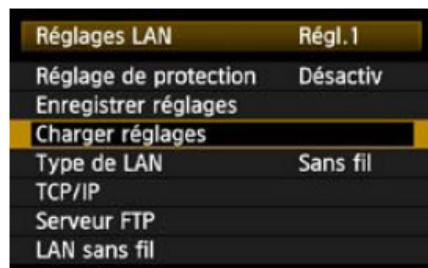 Réglages LAN Régl.1
Réglage de protection Désactiv
Enregistrer réglages
Charger réglages
Type de LAN Sans fil
TCP/IP
Serveur FTP
LAN sans fil